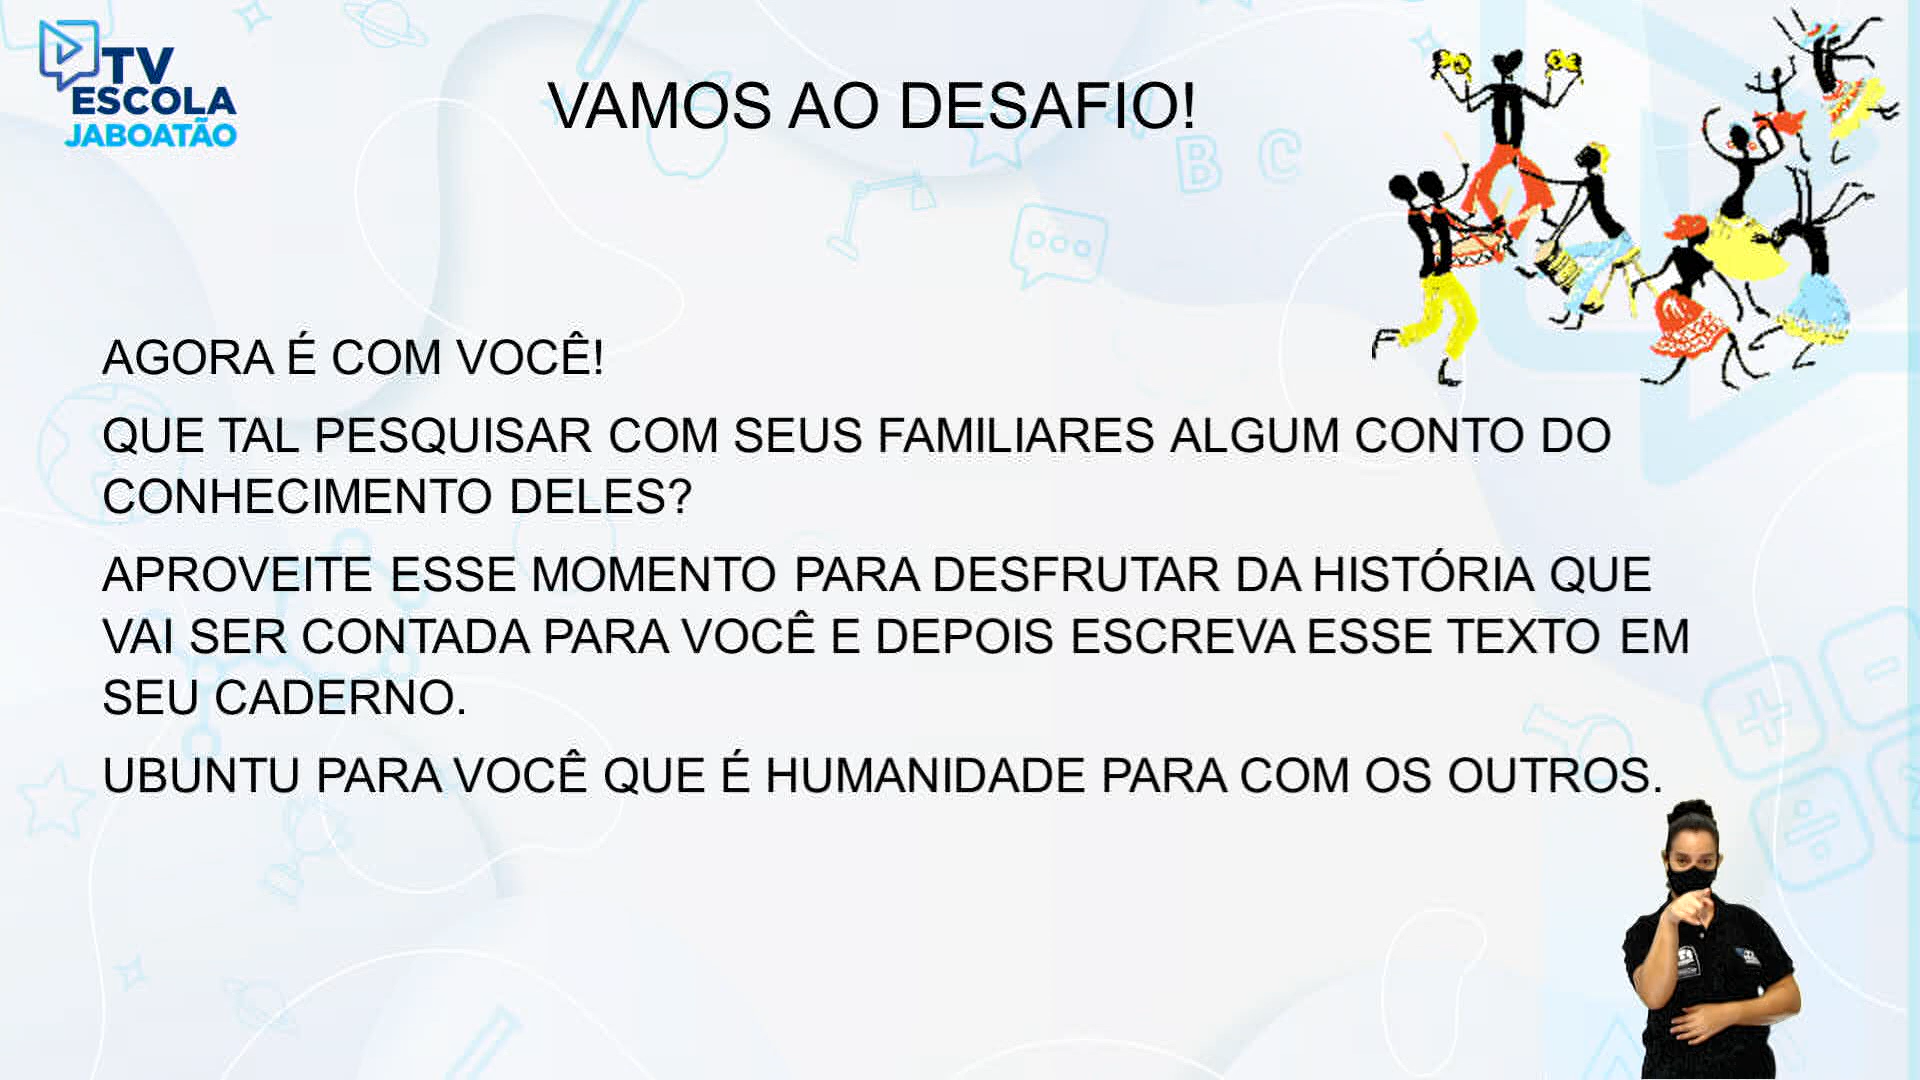 TV
ESCOLA
JABOATÃO
VAMOS AO DESAFIO!
B C
AGORA É COM VOCÊ!
QUE TAL PESQUISAR COM SEUS FAMILIARES ALGUM CONTO DO
CONHECIMENTO DELES?
APROVEITE ESSE MOMENTO PARA DESFRUTAR DA HISTÓRIA QUE
VAI SER CONTADA PARA VOCÊ E DEPOIS ESCREVA ESSE TEXTO EM
SEU CADERNO.
UBUNTU PARA VOCÊ QUE É HUMANIDADE PARA COM OS OUTROS.